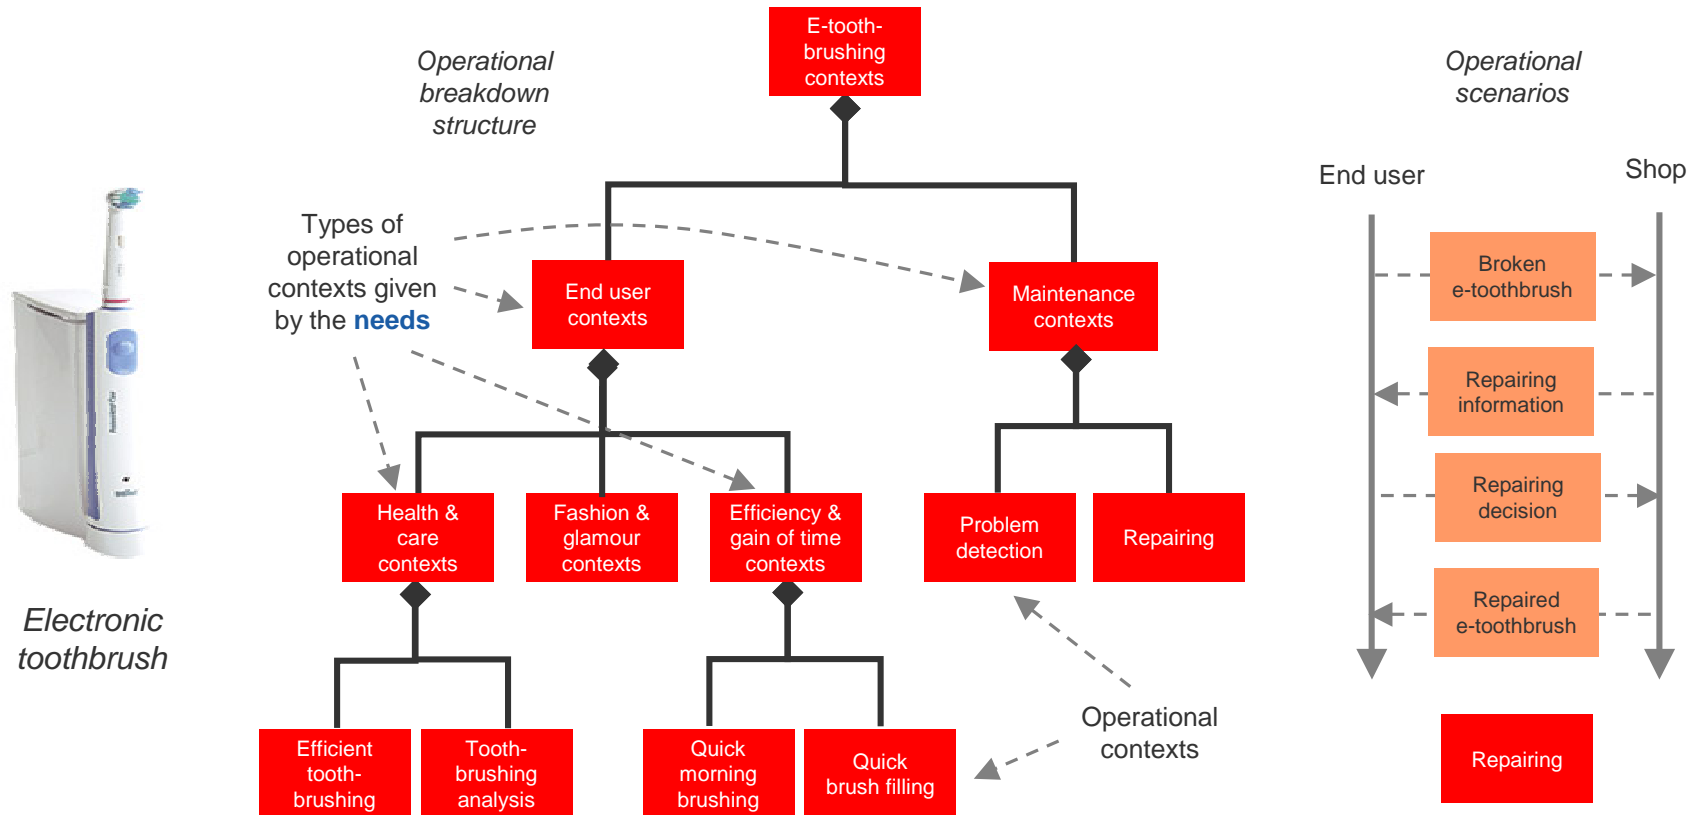 E-tooth-
brushing
contexts
Operational
breakdown
structure
Operational
scenarios
End user
Shop
Types of
operational
contexts given
by the needs
End user
contexts
Maintenance
contexts
Broken
e-toothbrush
Repairing
information
Repairing
decision
Repaired
e-toothbrush
Health &
care
contexts
Fashion &
glamour
contexts
Efficiency &
gain of time
contexts
Problem
detection
Repairing
Electronic
toothbrush
Operational
contexts
Efficient
tooth-
brushing
Tooth-
brushing
analysis
Quick
morning
brushing
Quick
brush filling
Repairing